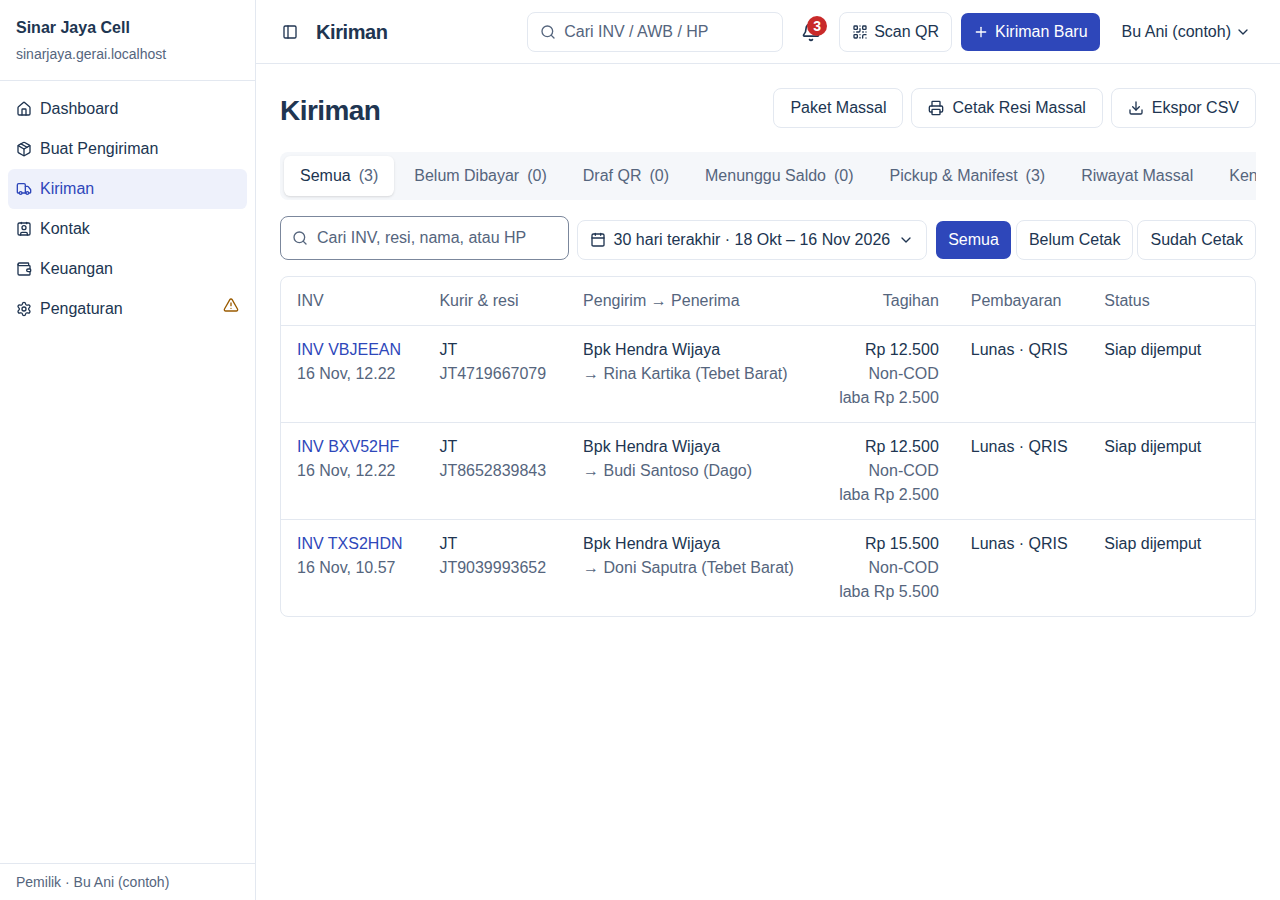 Sinar Jaya Cell
sinarjaya.gerai.localhost
Dashboard
Buat Pengiriman
Kiriman
Kontak
Keuangan
Pengaturan
Pemilik · Bu Ani (contoh)
Kiriman
Cari INV / AWB / HP
3
Scan QR
Kiriman Baru
Bu Ani (contoh)
Kiriman
Paket Massal
Cetak Resi Massal
Ekspor CSV
Semua (3)
Belum Dibayar (0)
Draf QR (0)
Menunggu Saldo (0)
Pickup & Manifest (3)
Riwayat Massal
Ken
Cari INV, resi, nama, atau HP
30 hari terakhir · 18 Okt – 16 Nov 2026
Semua
Belum Cetak
Sudah Cetak
INV Kurir & resi Pengirim → Penerima Tagihan Pembayaran Status
INV VBJEEAN JT Bpk Hendra Wijaya Rp 12.500 Lunas · QRIS Siap dijemput
16 Nov, 12.22 JT4719667079 → Rina Kartika (Tebet Barat) Non-COD
laba Rp 2.500
INV BXV52HF JT Bpk Hendra Wijaya Rp 12.500 Lunas · QRIS Siap dijemput
16 Nov, 12.22 JT8652839843 → Budi Santoso (Dago) Non-COD
laba Rp 2.500
INV TXS2HDN JT Bpk Hendra Wijaya Rp 15.500 Lunas · QRIS Siap dijemput
16 Nov, 10.57 JT9039993652 → Doni Saputra (Tebet Barat) Non-COD
laba Rp 5.500